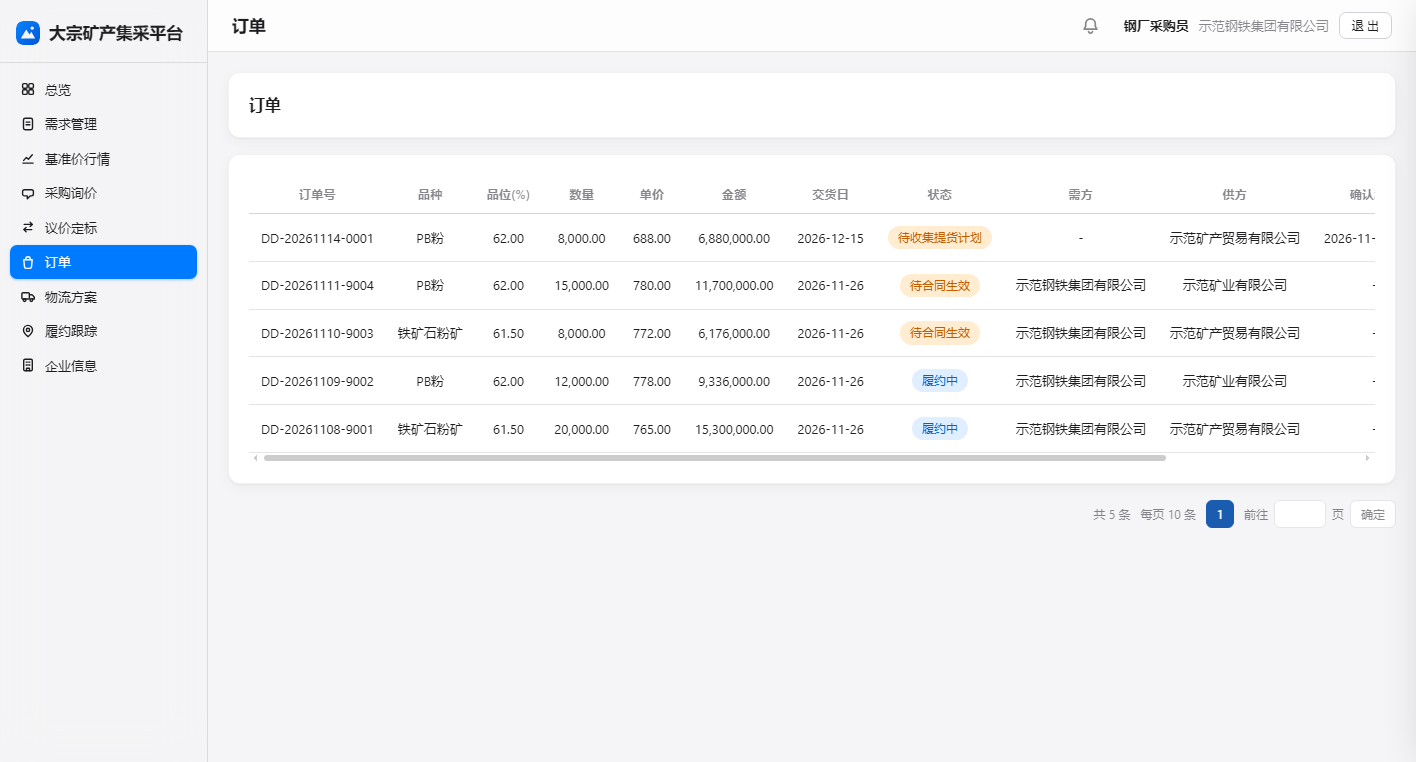 大宗矿产集采平台
订单
钢厂采购员 示范钢铁集团有限公司 退 出
总览
需求管理
基准价行情
采购询价
议价定标
订单
物流方案
履约跟踪
企业信息
订单
订单号 品种 品位(%) 数量 单价 金额 交货日 状态 需方 供方 确认
DD-20261114-0001 PB粉 62.00 8,000.00 688.00 6,880,000.00 2026-12-15 待收集提货计划 - 示范矿产贸易有限公司 2026-11-
DD-20261111-9004 PB粉 62.00 15,000.00 780.00 11,700,000.00 2026-11-26 待合同生效 示范钢铁集团有限公司 示范矿业有限公司 -
DD-20261110-9003 铁矿石粉矿 61.50 8,000.00 772.00 6,176,000.00 2026-11-26 待合同生效 示范钢铁集团有限公司 示范矿产贸易有限公司 -
DD-20261109-9002 PB粉 62.00 12,000.00 778.00 9,336,000.00 2026-11-26 履约中 示范钢铁集团有限公司 示范矿业有限公司 -
DD-20261108-9001 铁矿石粉矿 61.50 20,000.00 765.00 15,300,000.00 2026-11-26 履约中 示范钢铁集团有限公司 示范矿产贸易有限公司 -
共 5 条 每页 10 条 1 前往 页 确定